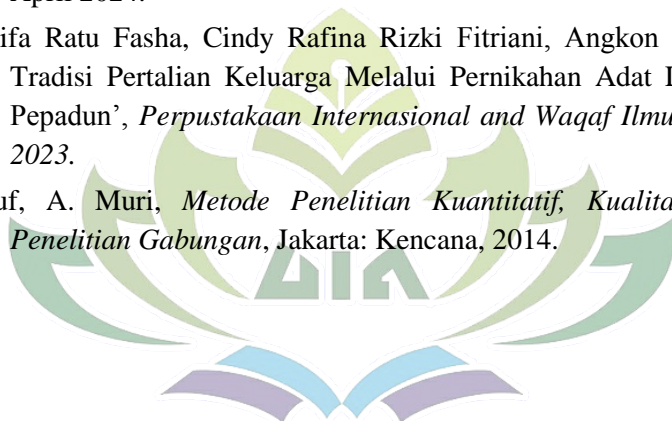 April 2024.
ifa Ratu Fasha, Cindy Rafina Rizki Fitriani, Angkon
Tradisi Pertalian Keluarga Melalui Pernikahan Adat
Pepadun’, Perpustakaan Internasional and Waqaf Ilmu
2023.
uf, A. Muri, Metode Penelitian Kuantitatif, Kualita
Penelitian Gabungan, Jakarta: Kencana, 2014.
UIN